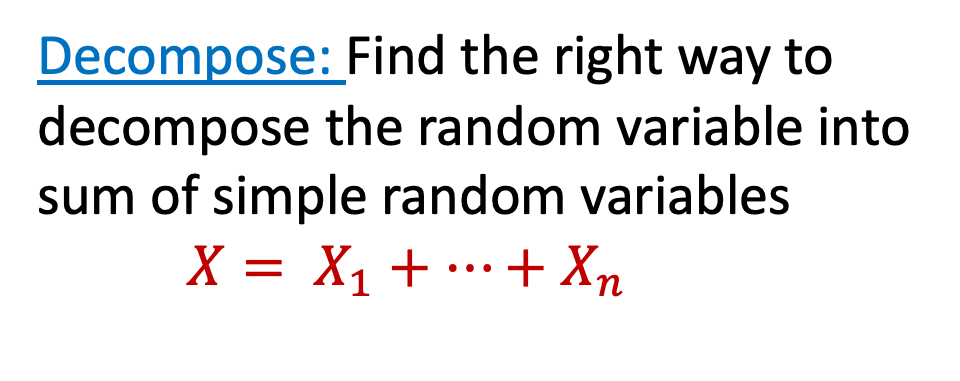 Decompose: Find the right way to
decompose the random variable into
sum of simple random variables
X = X₁ + ⋯ + Xₙ